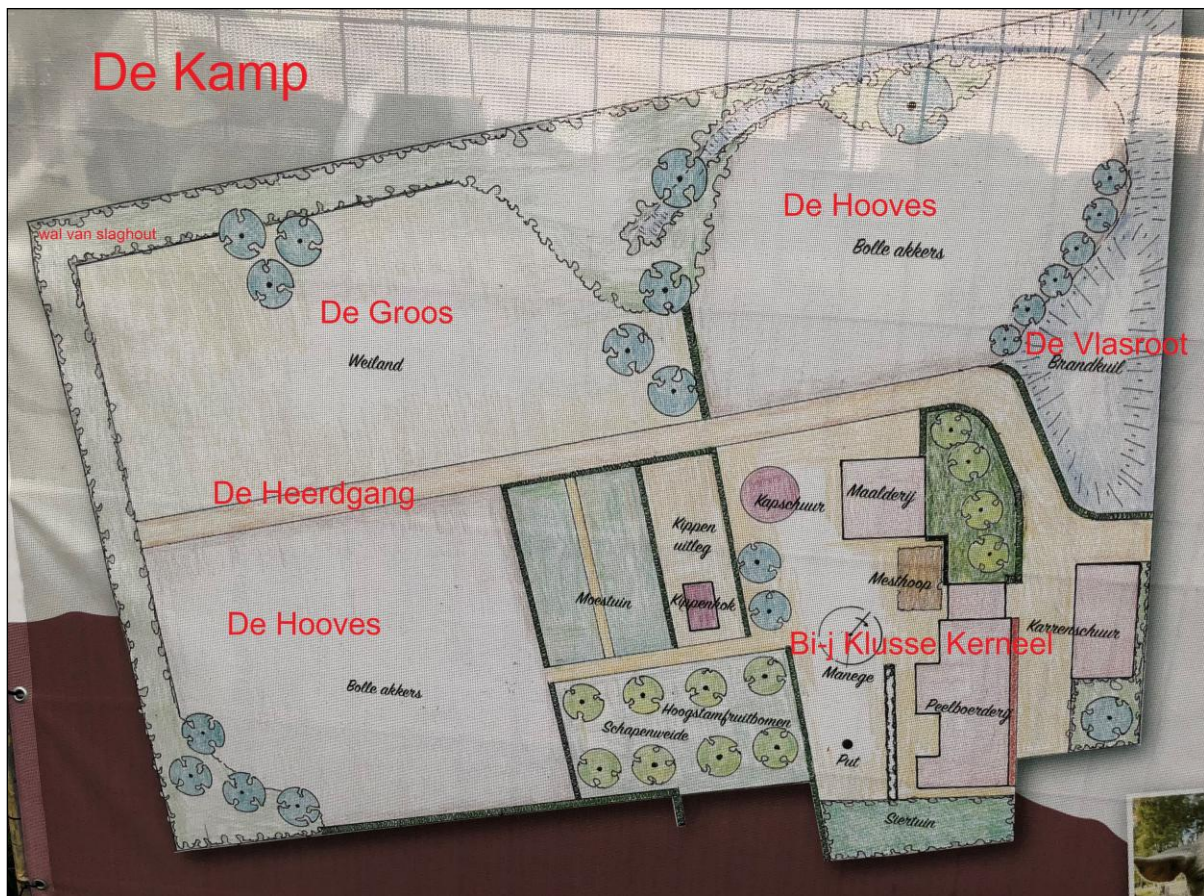 De Kamp
wal van slaghout
De Hooves
Bolle akkers
De Groos
Weiland
De Vlasroot
Brandkuil
De Heerdgang
Kapschuur
Maalderij
Kippen
uitleg
Mesthoop
Moestuin
Kippenkok
De Hooves
Bi-j Klusse Kerneel
Karrenschuur
Manege
Bolle akkers
Hoogstamfruitbomen
Schapenweide
Peelboerderij
Put
Siertuin